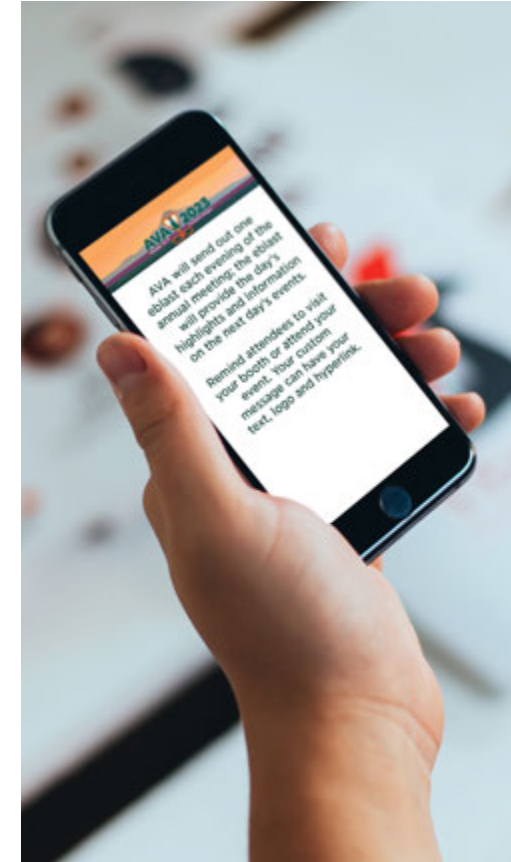 AVA 2023
AVA will send out one
eblast each evening of the
annual meeting; the eblast
will provide the day's
highlights and information
on the next day's events.
Remind attendees to visit
your booth or attend your
event. Your custom
message can have your
text, logo and hyperlink.